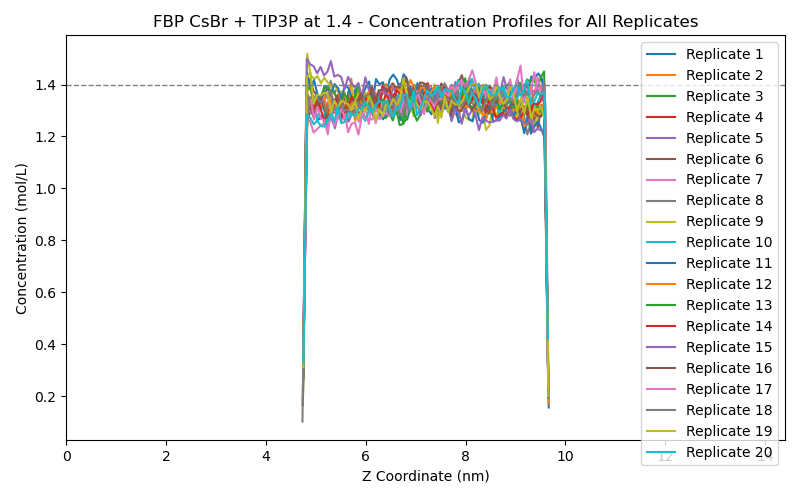 FBP CsBr + TIP3P at 1.4 - Concentration Profiles for All Replicates
Concentration (mol/L)
1.4
1.2
1.0
0.8
0.6
0.4
0.2
0
2
4
6
8
10
12
14
Z Coordinate (nm)
Replicate 1
Replicate 2
Replicate 3
Replicate 4
Replicate 5
Replicate 6
Replicate 7
Replicate 8
Replicate 9
Replicate 10
Replicate 11
Replicate 12
Replicate 13
Replicate 14
Replicate 15
Replicate 16
Replicate 17
Replicate 18
Replicate 19
Replicate 20